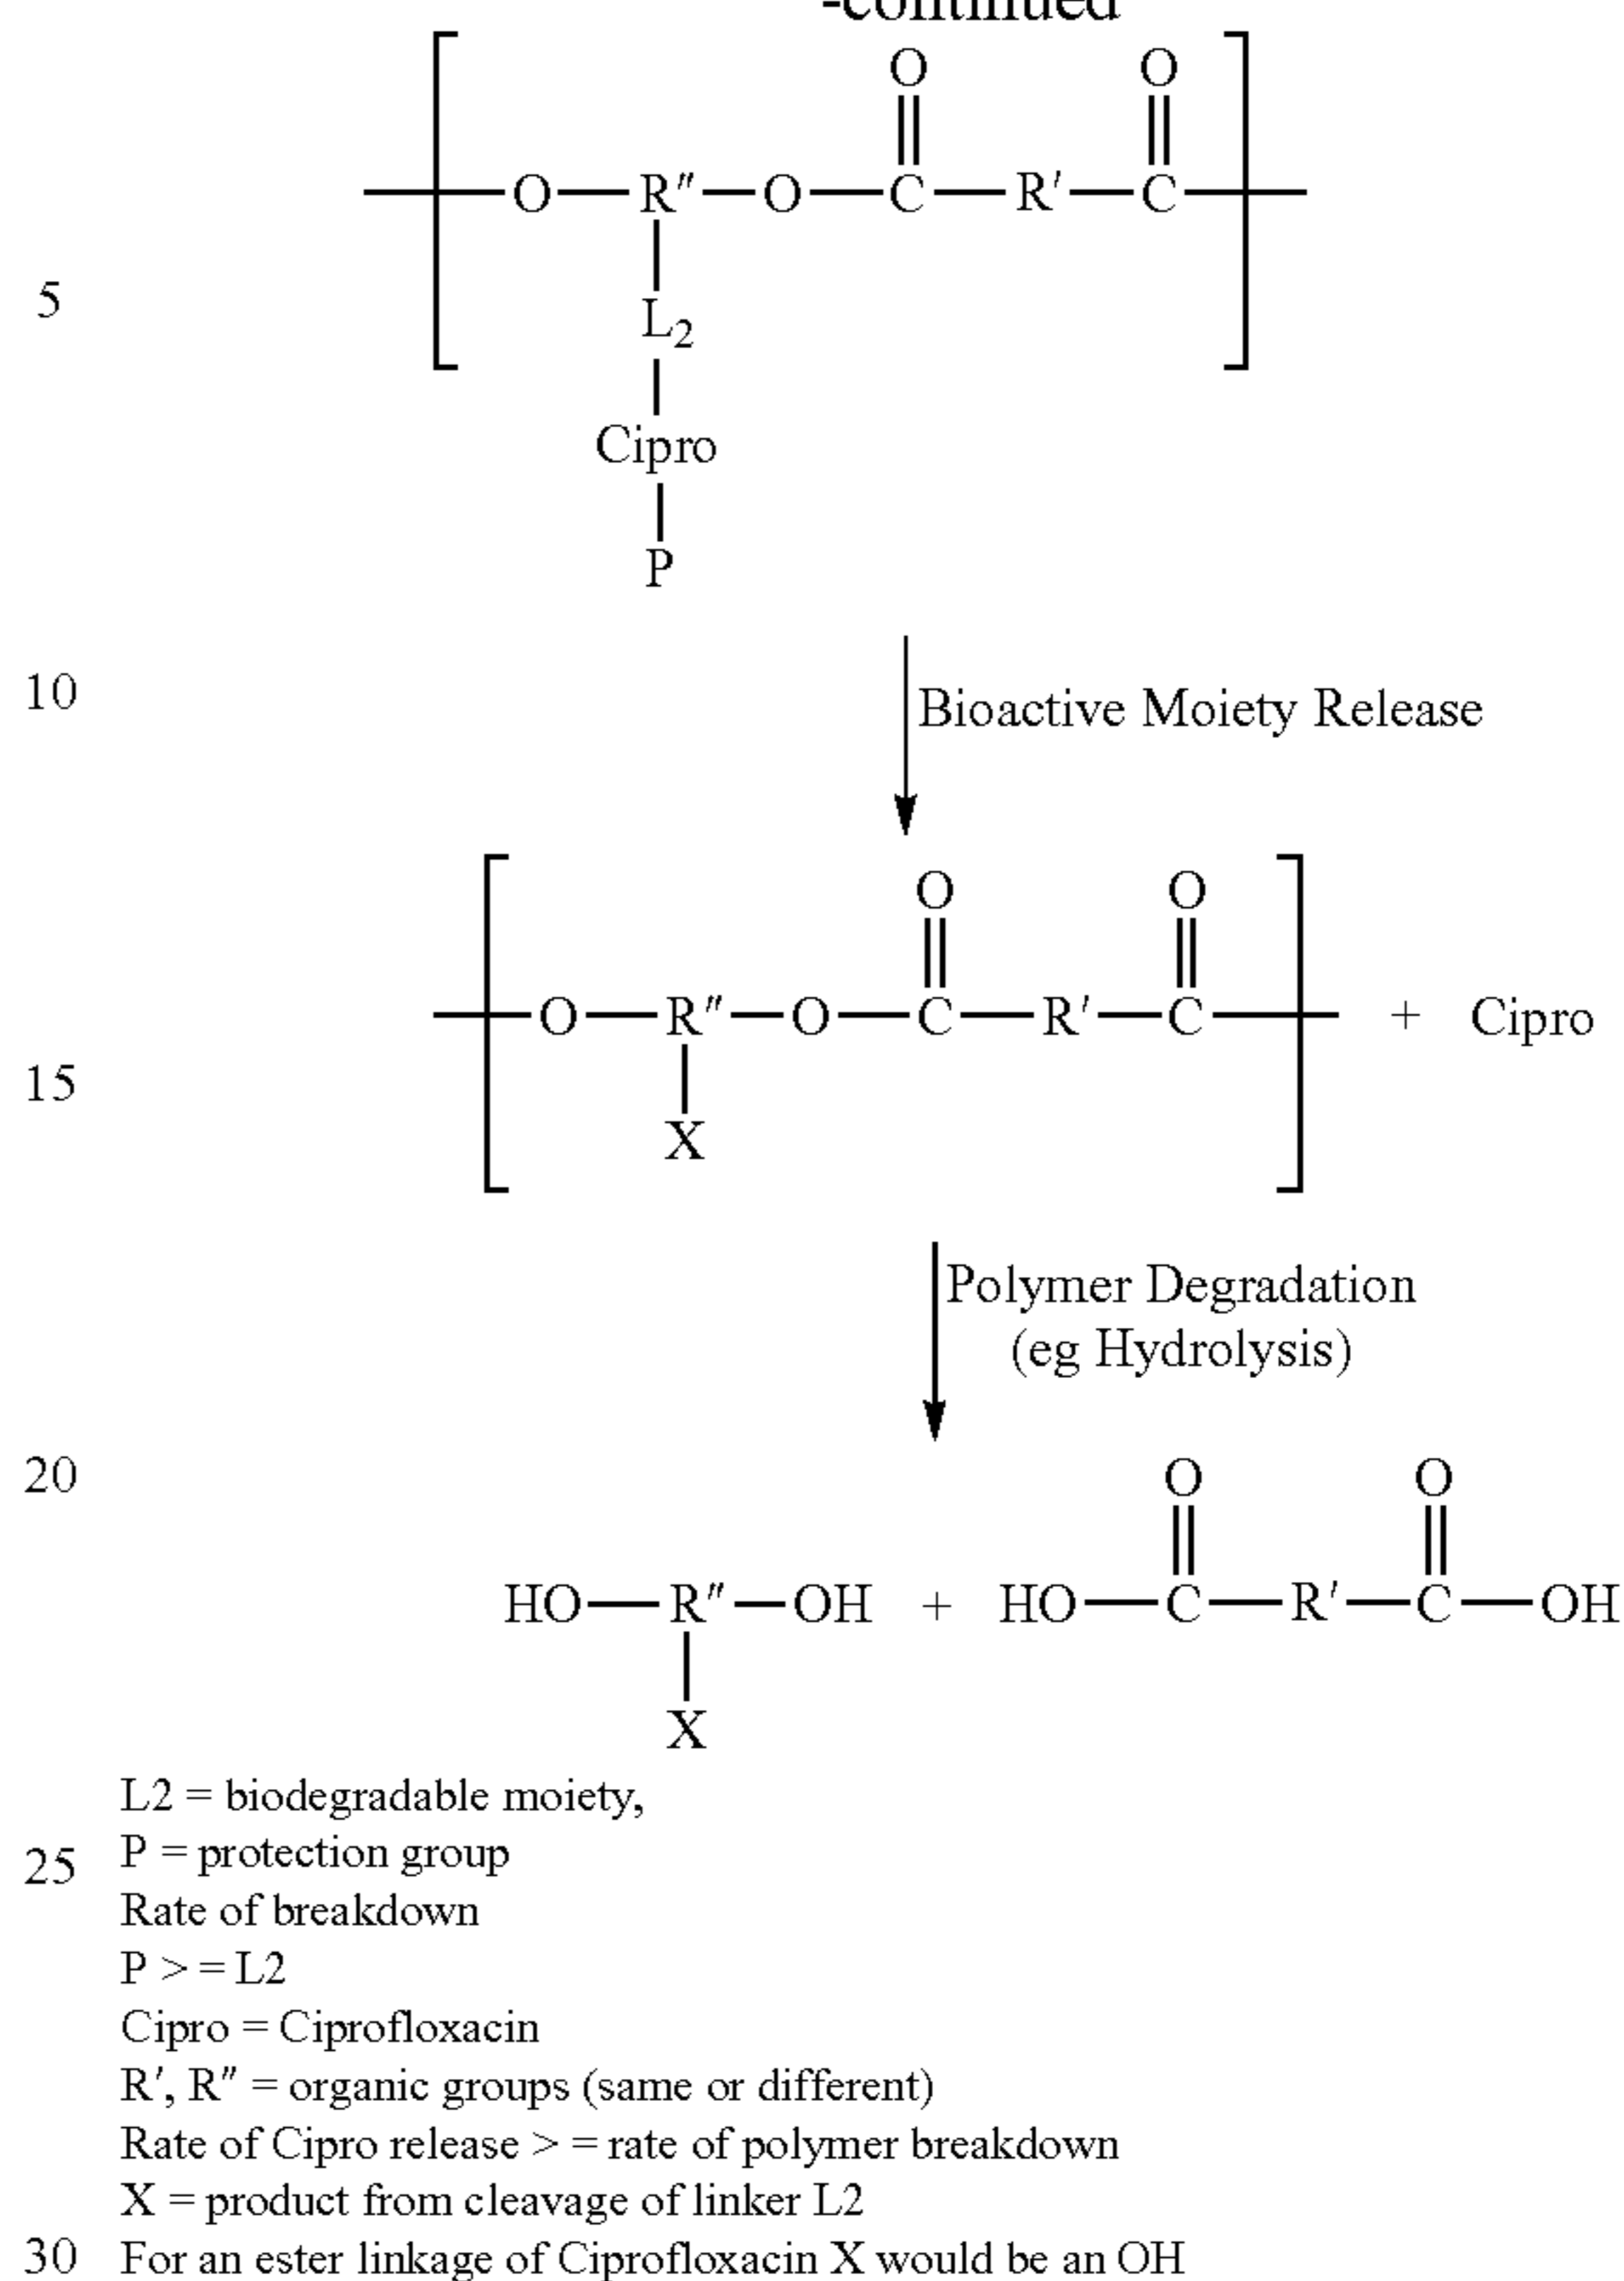 -continued
O O
O R″ O C R′ C
5
L2
Cipro
P
10
Bioactive Moiety Release
O O
O R″ O C R′ C + Cipro
15
X
Polymer Degradation
(eg Hydrolysis)
20
O O
HO R″ OH + HO C R′ C OH
X
L2 = biodegradable moiety,
25 P = protection group
Rate of breakdown
P > = L2
Cipro = Ciprofloxacin
R′, R″ = organic groups (same or different)
Rate of Cipro release > = rate of polymer breakdown
X = product from cleavage of linker L2
30 For an ester linkage of Ciprofloxacin X would be an OH